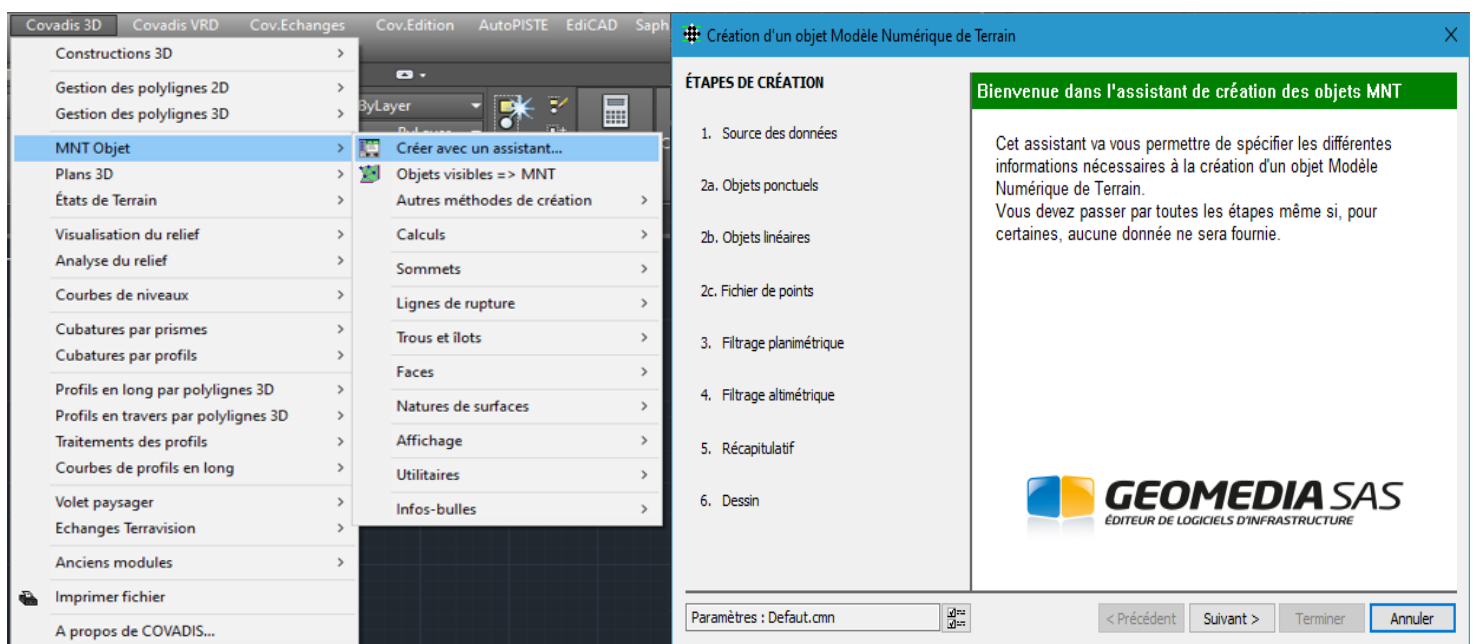 Covadis 3D Covadis VRD Cov.Echanges Cov.Edition AutoPISTE EdiCAD Saph
Constructions 3D
Gestion des polylignes 2D
Gestion des polylignes 3D
MNT Objet
Plans 3D
États de Terrain
Visualisation du relief
Analyse du relief
Courbes de niveaux
Cubatures par prismes
Cubatures par profils
Profils en long par polylignes 3D
Profils en travers par polylignes 3D
Traitements des profils
Courbes de profils en long
Volet paysager
Echanges Terravision
Anciens modules
Imprimer fichier
A propos de COVADIS...
ByLayer
Créer avec un assistant...
Objets visibles => MNT
Autres méthodes de création
Calculs
Sommets
Lignes de rupture
Trous et îlots
Faces
Natures de surfaces
Affichage
Utilitaires
Infos-bulles
Création d'un objet Modèle Numérique de Terrain
ÉTAPES DE CRÉATION
1. Source des données
2a. Objets ponctuels
2b. Objets linéaires
2c. Fichier de points
3. Filtrage planimétrique
4. Filtrage altimétrique
5. Récapitulatif
6. Dessin
Bienvenue dans l'assistant de création des objets MNT
Cet assistant va vous permettre de spécifier les différentes
informations nécessaires à la création d'un objet Modèle
Numérique de Terrain.
Vous devez passer par toutes les étapes même si, pour
certaines, aucune donnée ne sera fournie.
GEOMEDIA SAS
ÉDITEUR DE LOGICIELS D'INFRASTRUCTURE
Paramètres : Defaut.cmn
< Précédent Suivant > Terminer Annuler